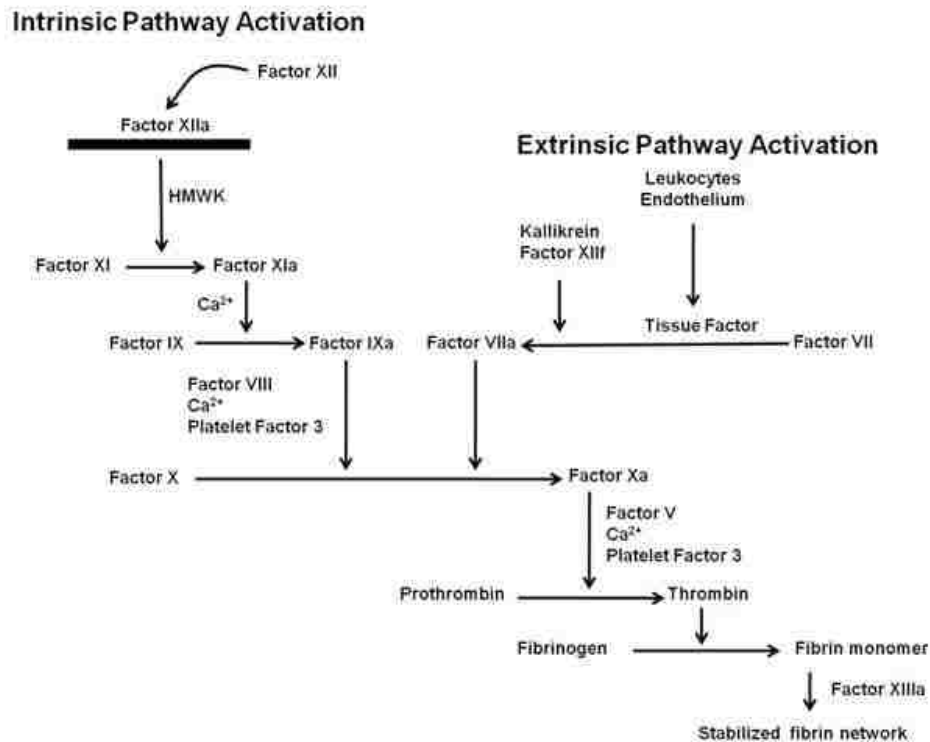 Intrinsic Pathway Activation
Factor XII
Factor XIIa
Extrinsic Pathway Activation
Leukocytes
Endothelium
HMWK
Kallikrein
Factor XIIf
Factor XI
Factor XIa
Ca²⁺
Tissue Factor
Factor IX
Factor IXa
Factor VIIa
Factor VII
Factor VIII
Ca²⁺
Platelet Factor 3
Factor X
Factor Xa
Factor V
Ca²⁺
Platelet Factor 3
Prothrombin
Thrombin
Fibrinogen
Fibrin monomer
Factor XIIIa
Stabilized fibrin network